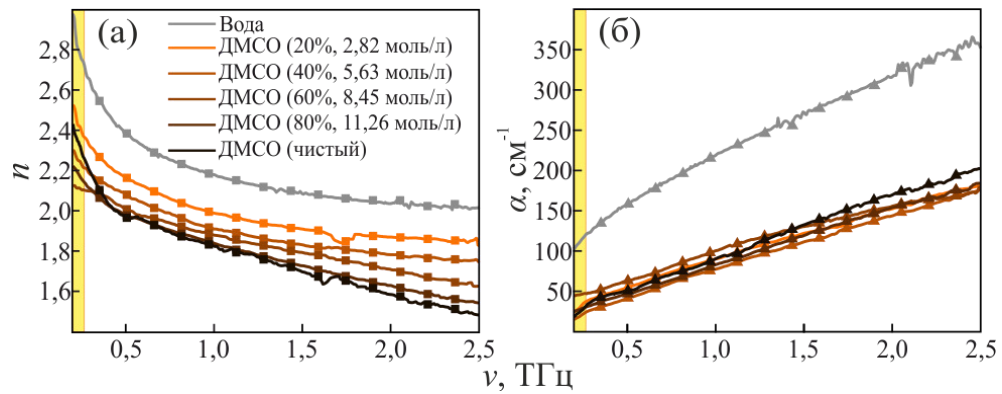 (а)
Вода
ДМСО (20%, 2,82 моль/л)
ДМСО (40%, 5,63 моль/л)
ДМСО (60%, 8,45 моль/л)
ДМСО (80%, 11,26 моль/л)
ДМСО (чистый)
n
2,8
2,6
2,4
2,2
2,0
1,8
1,6
0,5 1,0 1,5 2,0 2,5
(б)
α, см⁻¹
350
300
250
200
150
100
50
0,5 1,0 1,5 2,0 2,5
ν, ТГц